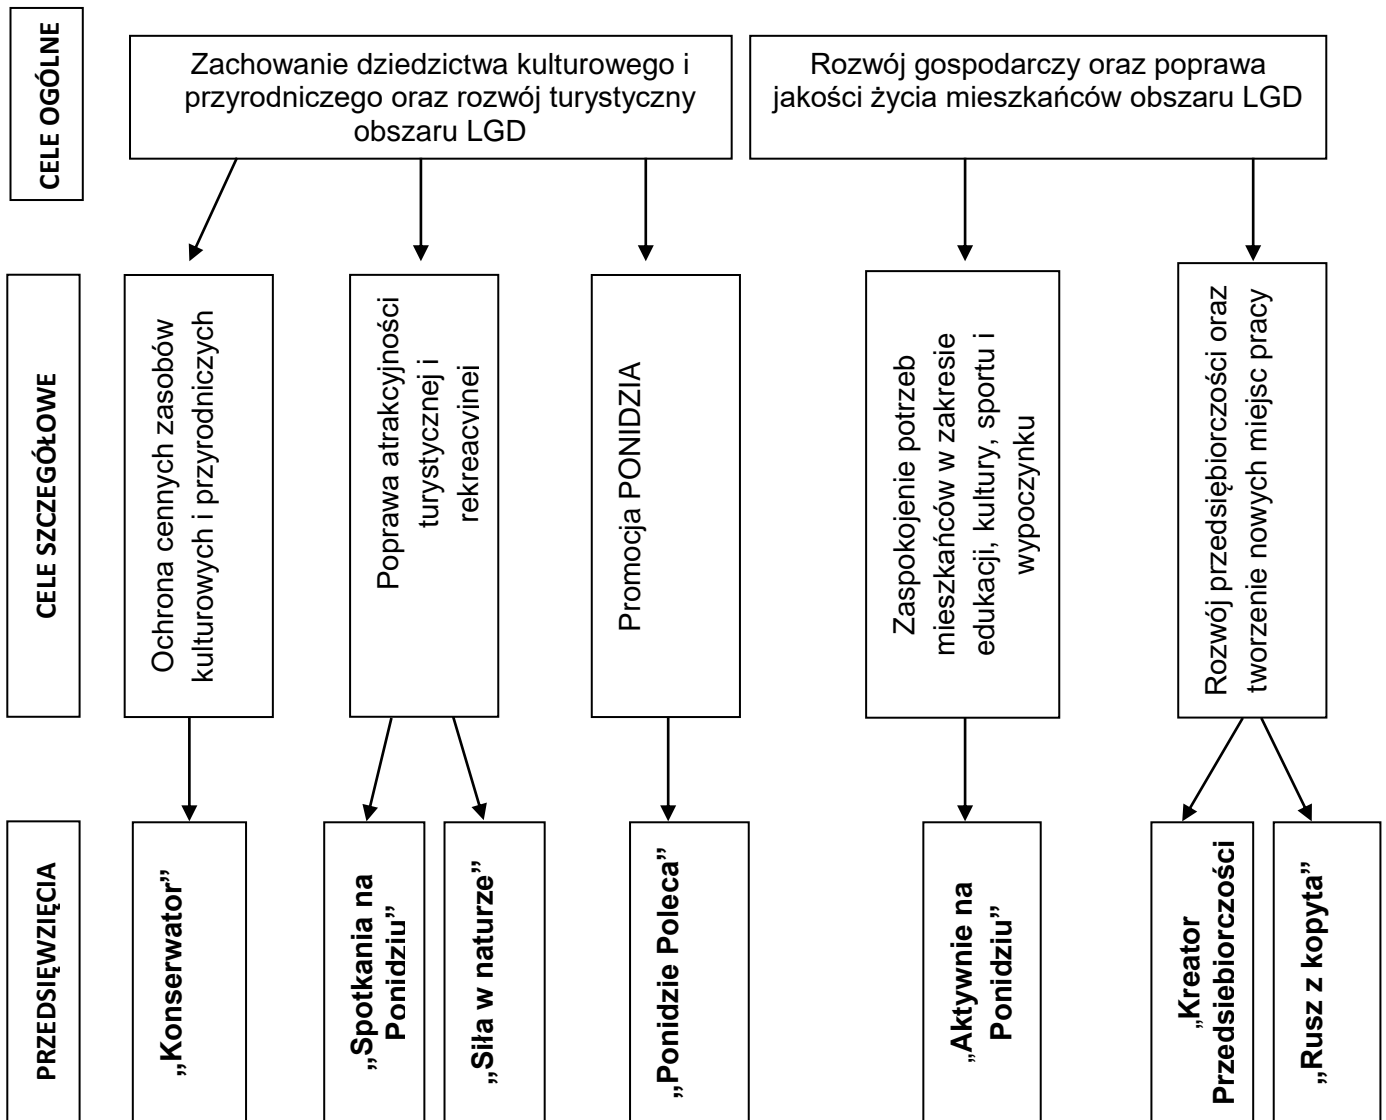 CELE OGÓLNE
Zachowanie dziedzictwa kulturowego i
przyrodniczego oraz rozwój turystyczny
obszaru LGD
Rozwój gospodarczy oraz poprawa
jakości życia mieszkańców obszaru LGD
CELE SZCZEGÓŁOWE
Ochrona cennych zasobów
kulturowych i przyrodniczych
Poprawa atrakcyjności
turystycznej i
rekreacyjnej
Promocja PONIDZIA
Zaspokojenie potrzeb
mieszkańców w zakresie
edukacji, kultury, sportu i
wypoczynku
Rozwój przedsiębiorczości oraz
tworzenie nowych miejsc pracy
PRZEDSIĘWZIĘCIA
„Konserwator”
„Spotkania na
Ponidziu”
„Siła w naturze”
„Ponidzie Poleca”
„Aktywnie na
Ponidziu”
„Kreator
Przedsiebiorczości
„Rusz z kopyta”